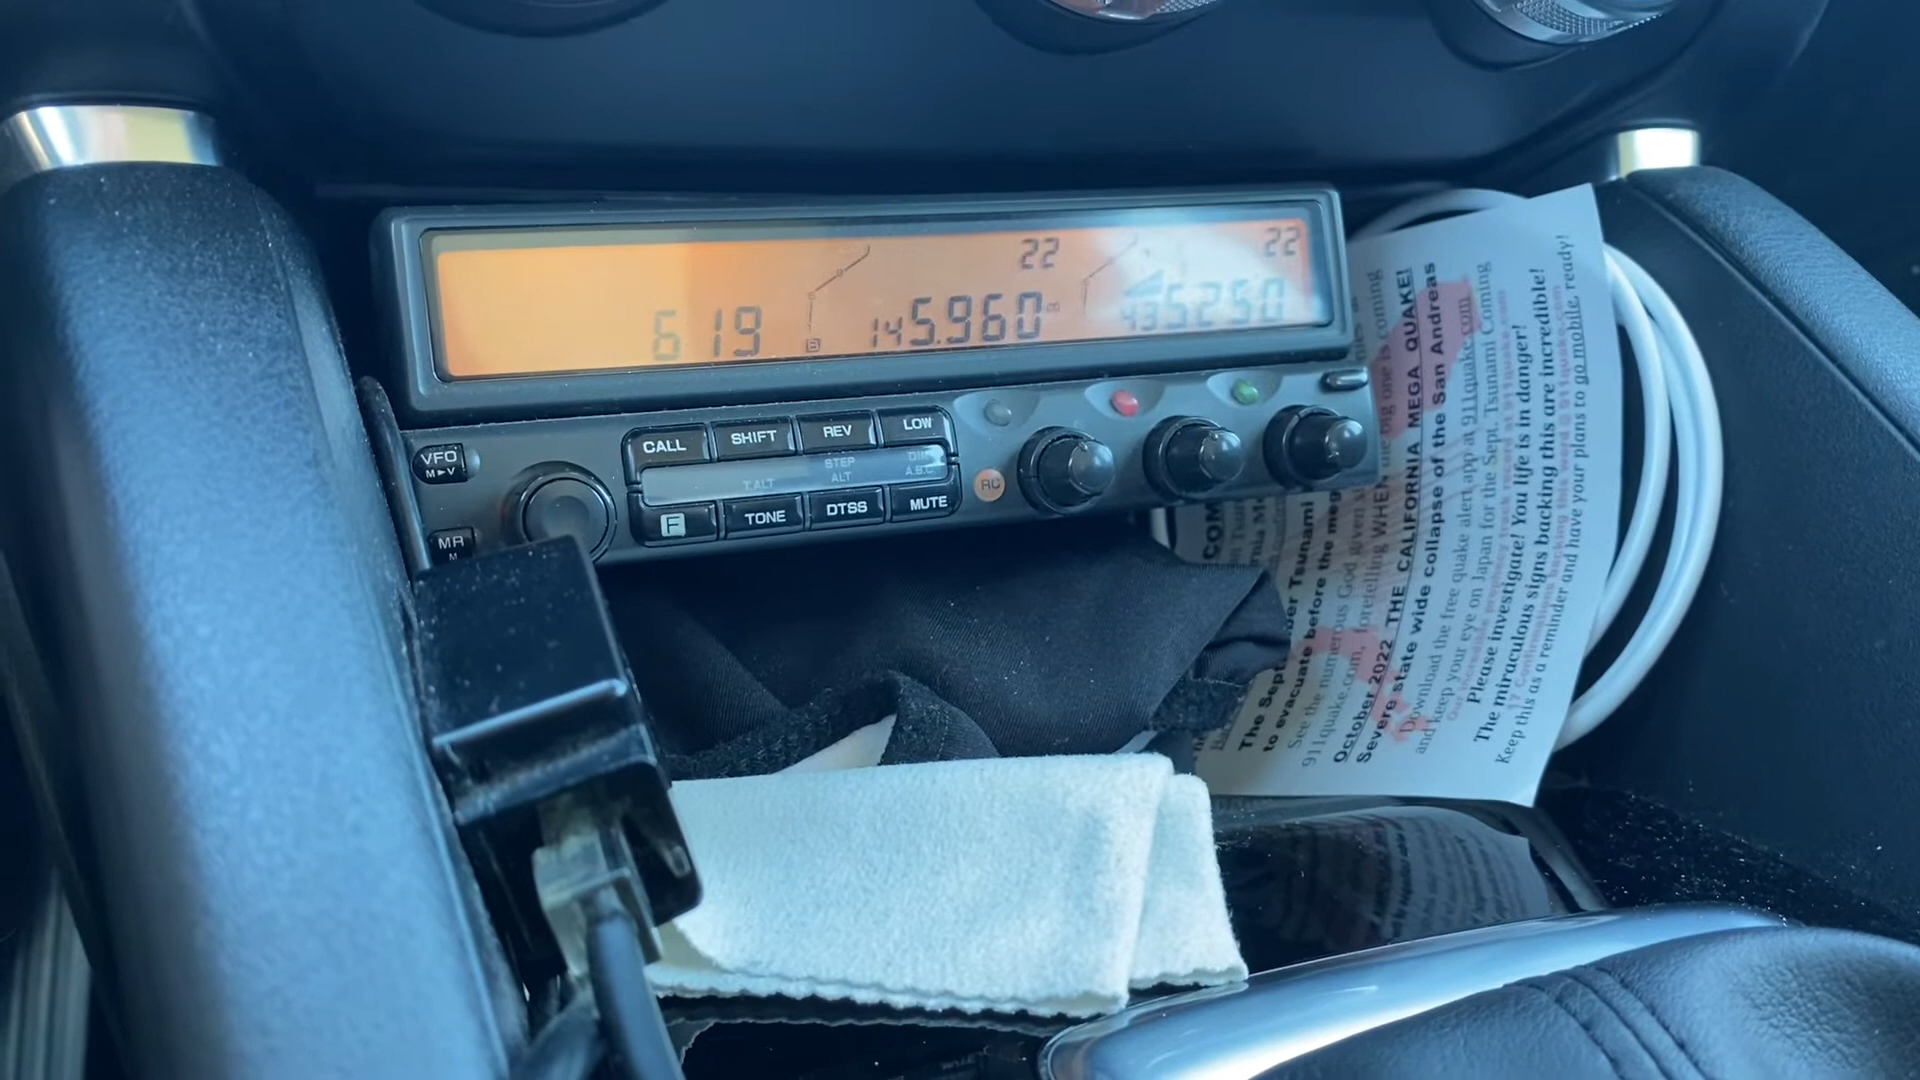 22
22
619
145.960
435.250
CALL
SHIFT
REV
LOW
VFO
M►V
STEP
T.ALT
ALT
A.B.C.
F
TONE
DTSS
MUTE
RC
MR
M
The Sept
ber Tsunami
to evacuate before the meg
See the numerous God given s
foretelling WHEN the big one is coming
911quake.com,
October 2022 THE CALIFORNIA MEGA QUAKE!
Severe state wide collapse of the San Andreas
Download the free quake alert app at 911quake.com
and keep your eye on Japan for the Sept. Tsunami Coming
Please investigate! You life is in danger!
The miraculous signs backing this are incredible!
Keep this as a reminder and have your plans to go mobile, ready!